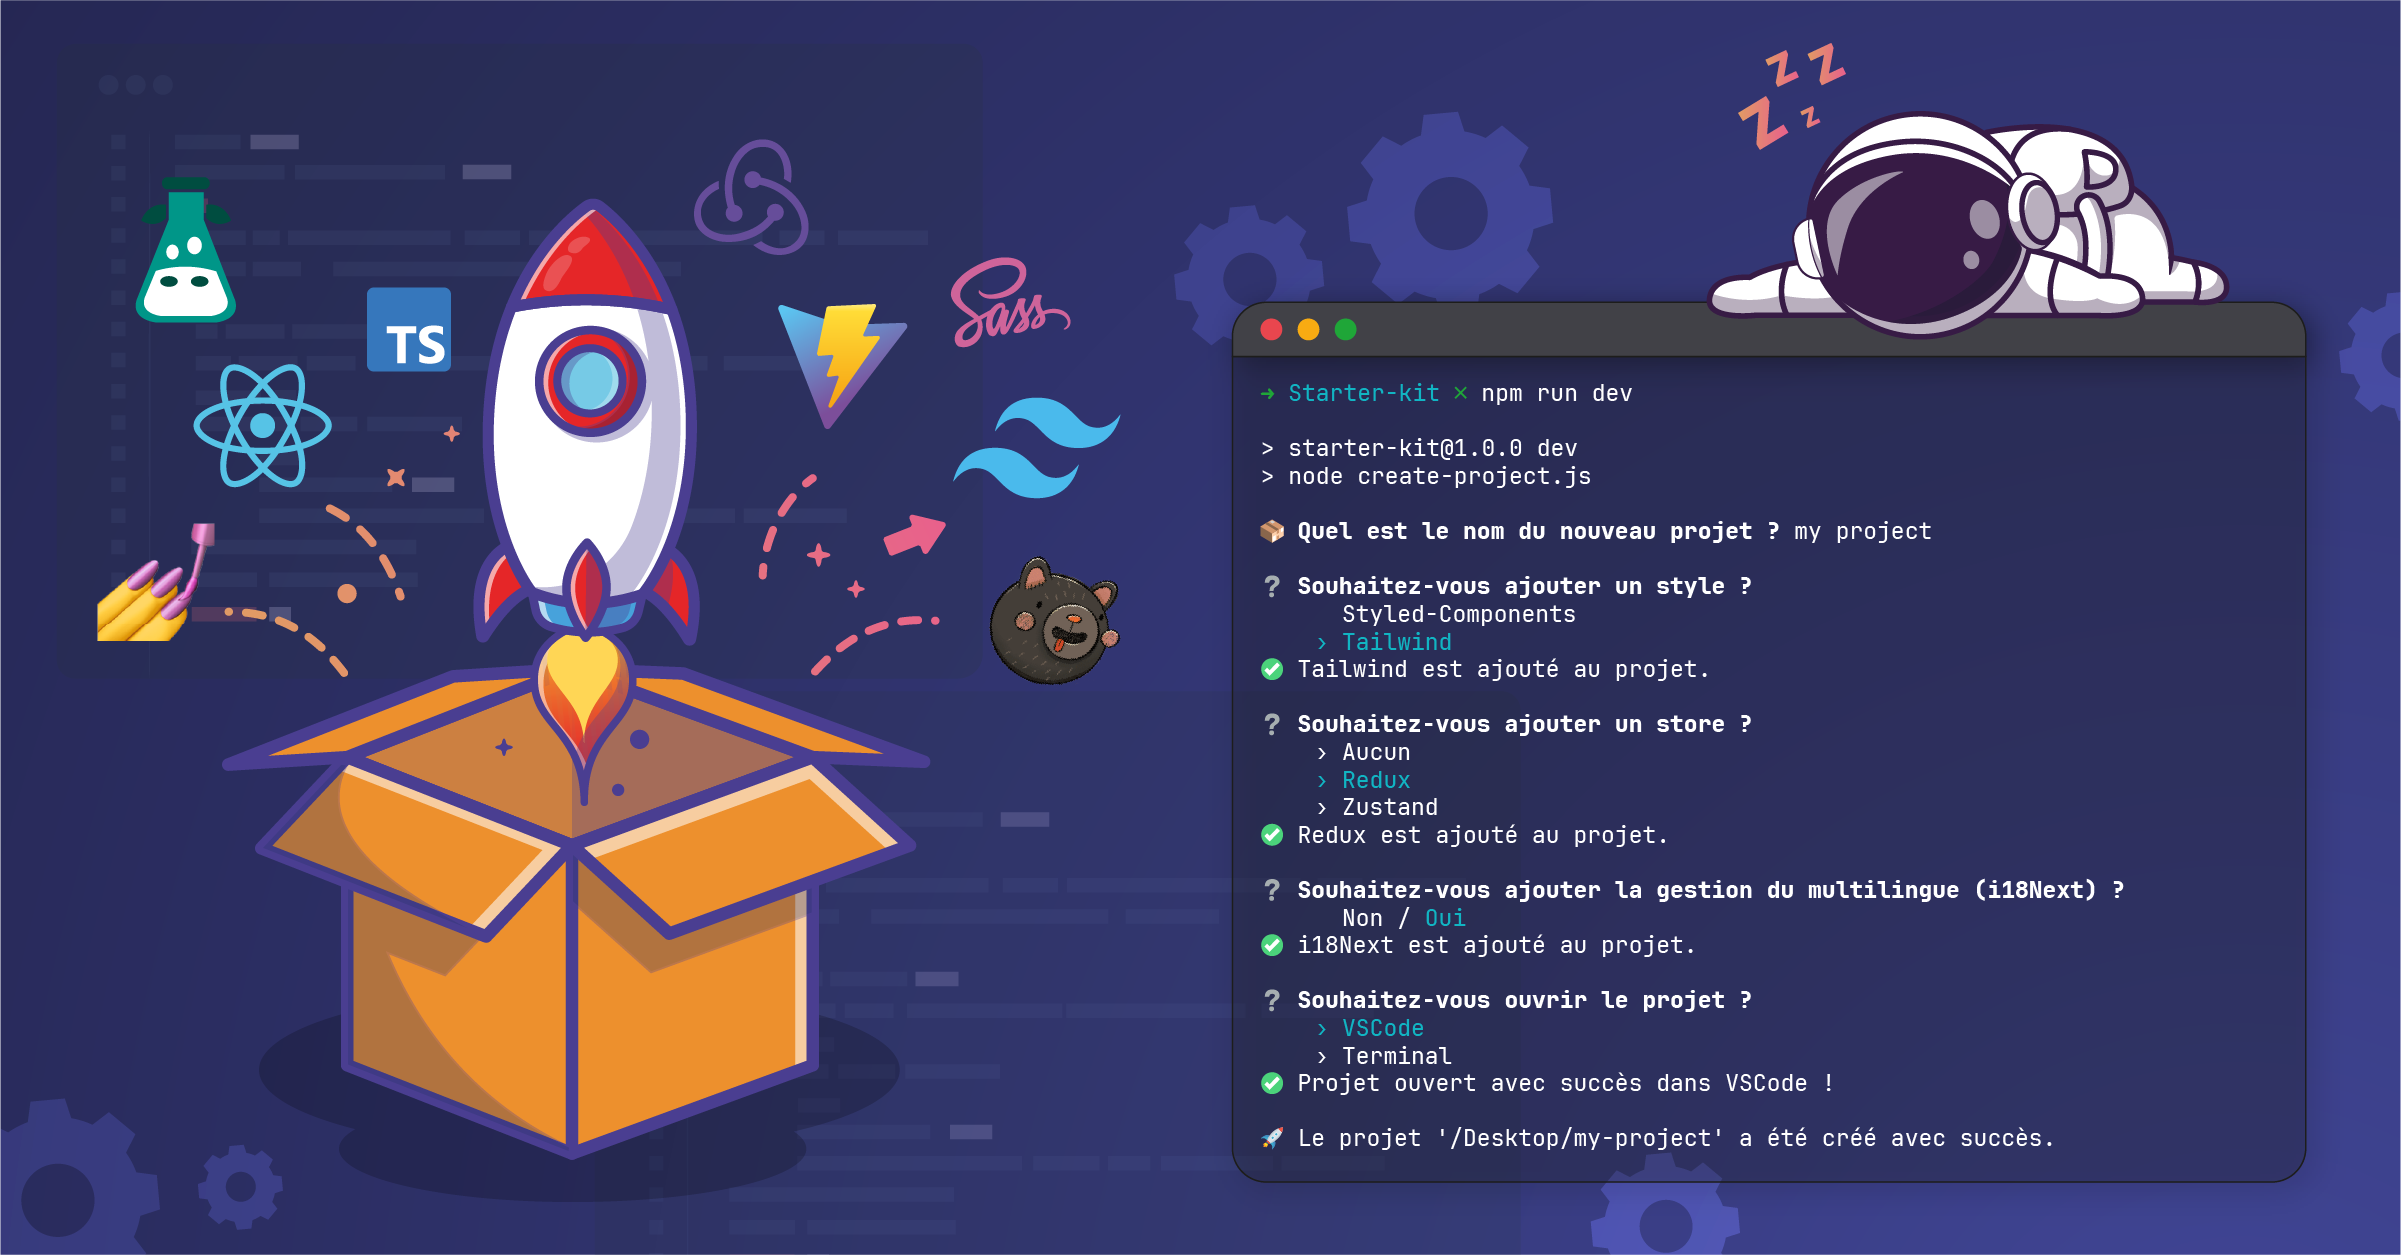 Z Z
Z z
TS
Sass
➜ Starter-kit × npm run dev
> starter-kit@1.0.0 dev
> node create-project.js
📦 Quel est le nom du nouveau projet ? my project
? Souhaitez-vous ajouter un style ?
Styled-Components
› Tailwind
✅ Tailwind est ajouté au projet.
? Souhaitez-vous ajouter un store ?
› Aucun
› Redux
› Zustand
✅ Redux est ajouté au projet.
? Souhaitez-vous ajouter la gestion du multilingue (i18Next) ?
Non / Oui
✅ i18Next est ajouté au projet.
? Souhaitez-vous ouvrir le projet ?
› VSCode
› Terminal
✅ Projet ouvert avec succès dans VSCode !
🚀 Le projet '/Desktop/my-project' a été créé avec succès.